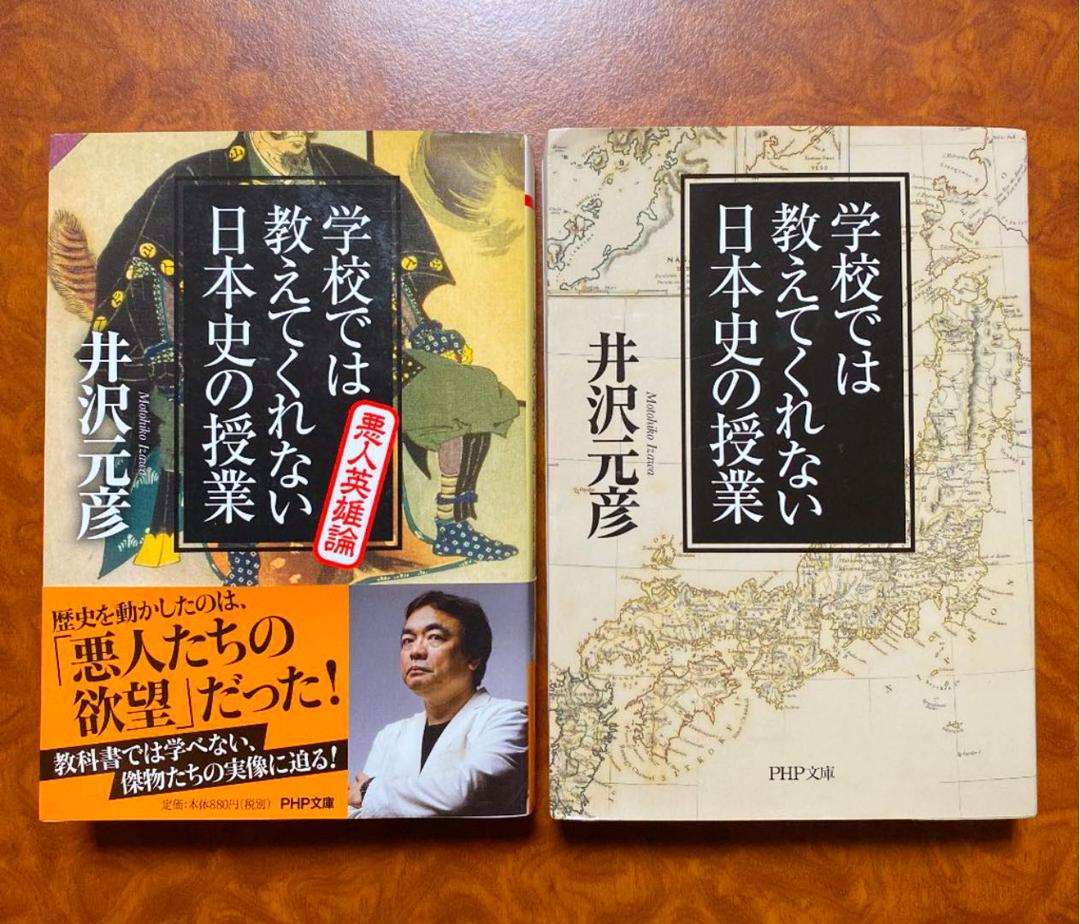 学校では
教えてくれない
日本史の授業
悪人英雄論
井沢元彦
Motohiko Izawa
歴史を動かしたのは、
「悪人たちの
欲望」だった!
教科書では学べない、
傑物たちの実像に迫る!
定価:本体880円(税別)
PHP文庫
学校では
教えてくれない
日本史の授業
井沢元彦
Motohiko Izawa
PHP文庫